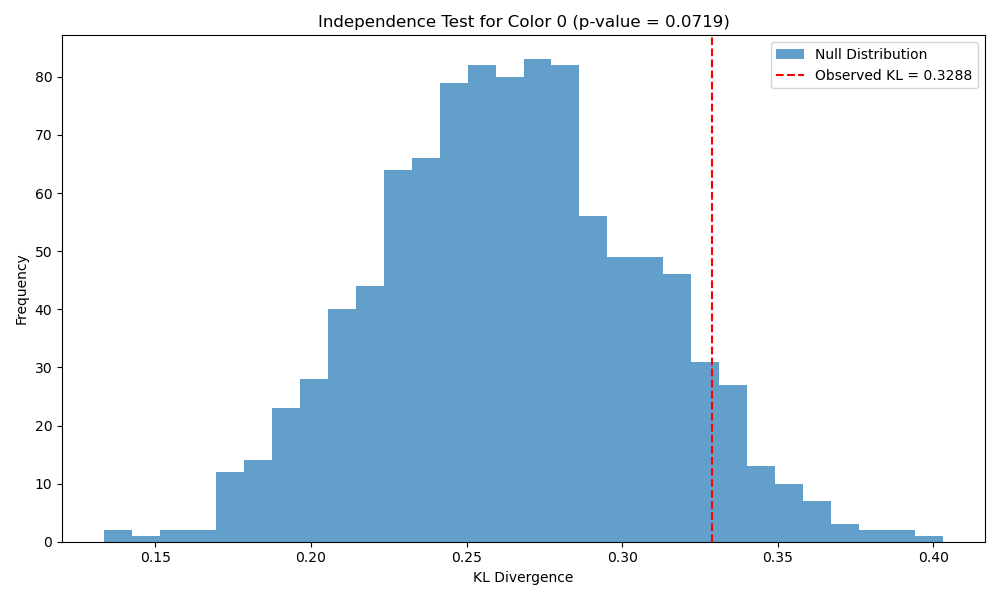 Independence Test for Color 0 (p-value = 0.0719)
Null Distribution
Observed KL = 0.3288
Frequency
80
70
60
50
40
30
20
10
0
0.15 0.20 0.25 0.30 0.35 0.40
KL Divergence